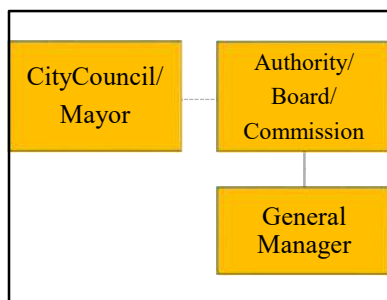 CityCouncil/
Mayor
Authority/
Board/
Commission
General
Manager